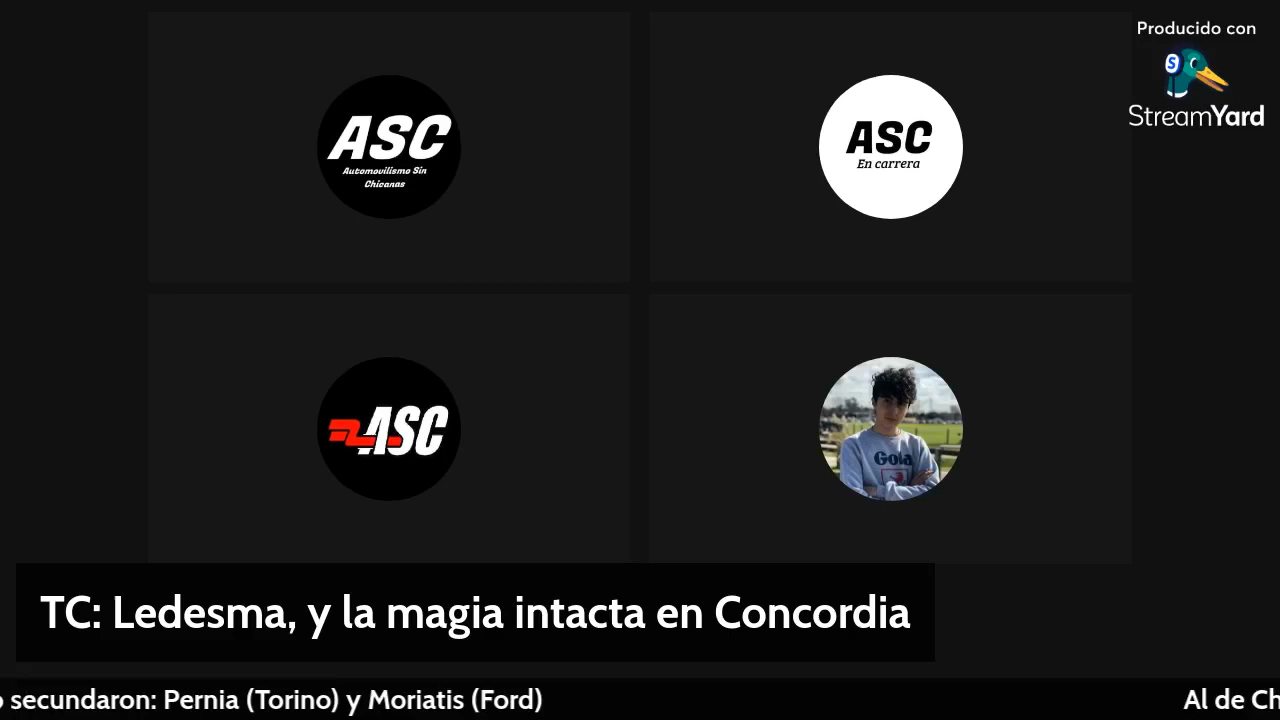 Producido con
StreamYard
ASC
Automovilismo Sin
Chicanas
ASC
En carrera
ASC
Gola
TC: Ledesma, y la magia intacta en Concordia
o secundaron: Pernia (Torino) y Moriatis (Ford)
Al de Ch